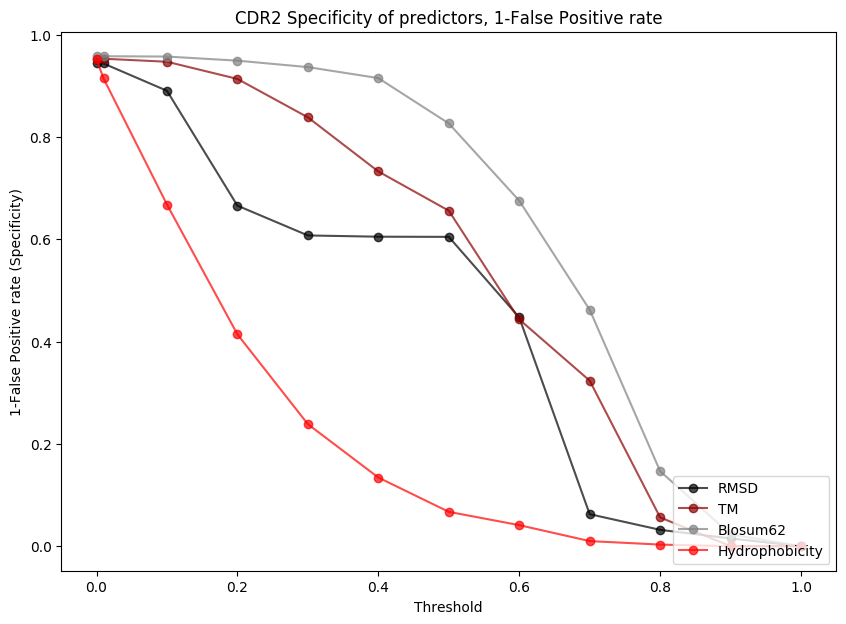 CDR2 Specificity of predictors, 1-False Positive rate
1-False Positive rate (Specificity)
1.0
0.8
0.6
0.4
0.2
0.0
0.0
0.2
0.4
0.6
0.8
1.0
Threshold
RMSD
TM
Blosum62
Hydrophobicity